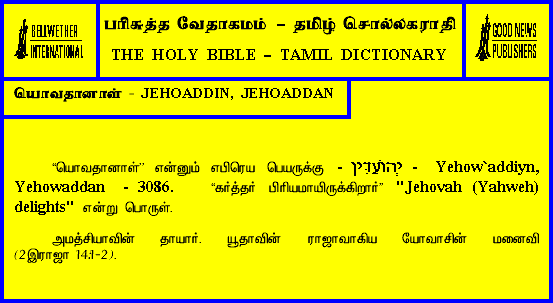 BELLWETHER
INTERNATIONAL
பரிசுத்த வேதாகமம் – தமிழ் சொல்லகராதி
THE HOLY BIBLE – TAMIL DICTIONARY
GOOD NEWS
PUBLISHERS
யொவதானாள் - JEHOADDIN, JEHOADDAN
“யொவதானாள்” என்னும் எபிரெய பெயருக்கு - יְהֹועַדִּין - Yehow`addiyn,
Yehowaddan - 3086. “கர்த்தர் பிரியமாயிருக்கிறார்” "Jehovah (Yahweh)
delights" என்று பொருள்.
அமத்சியாவின் தாயார். யூதாவின் ராஜாவாகிய யோவாசின் மனைவி
(2இராஜா 14:1-2).